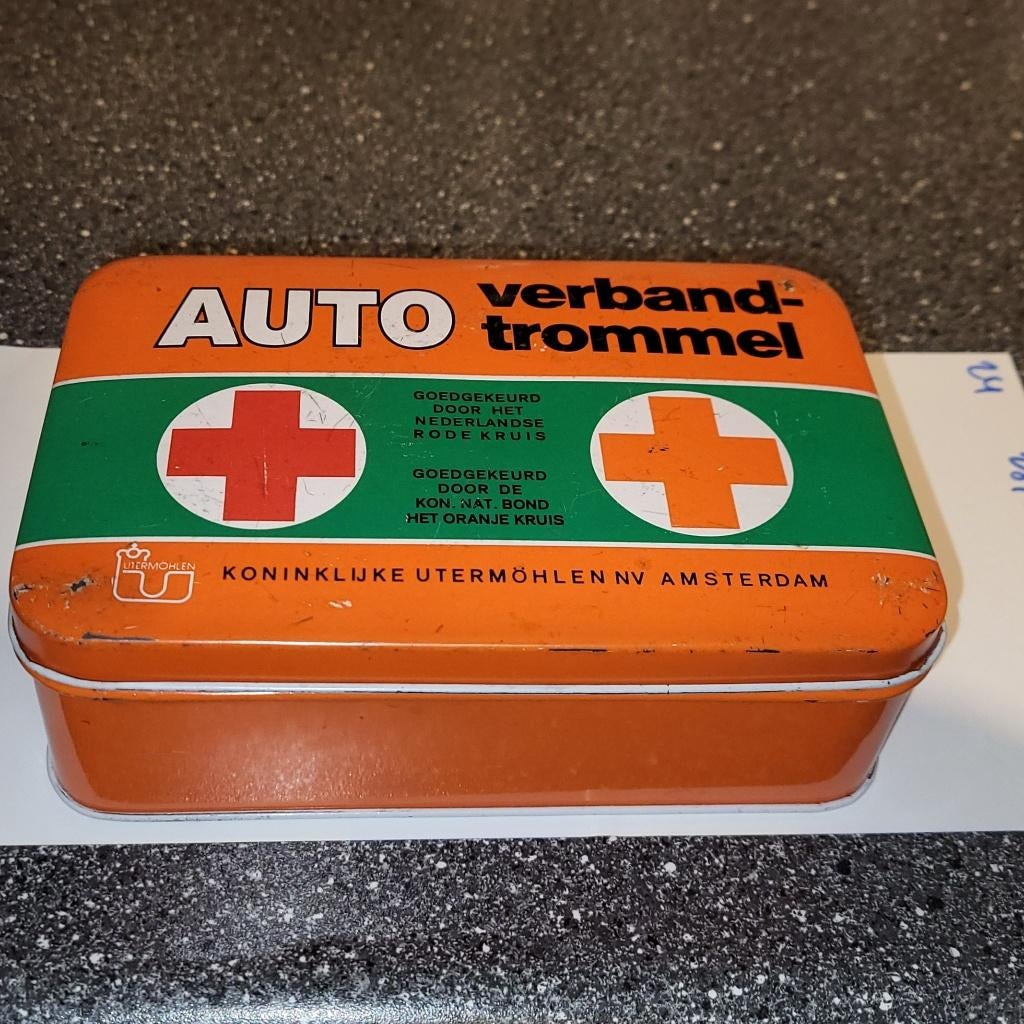 AUTO verband-
trommel
GOEDGEKEURD
DOOR HET
NEDERLANDSE
RODE KRUIS
GOEDGEKEURD
DOOR DE
KON. NAT. BOND
HET ORANJE KRUIS
UTERMÖHLEN
KONINKLIJKE UTERMÖHLEN NV AMSTERDAM
24